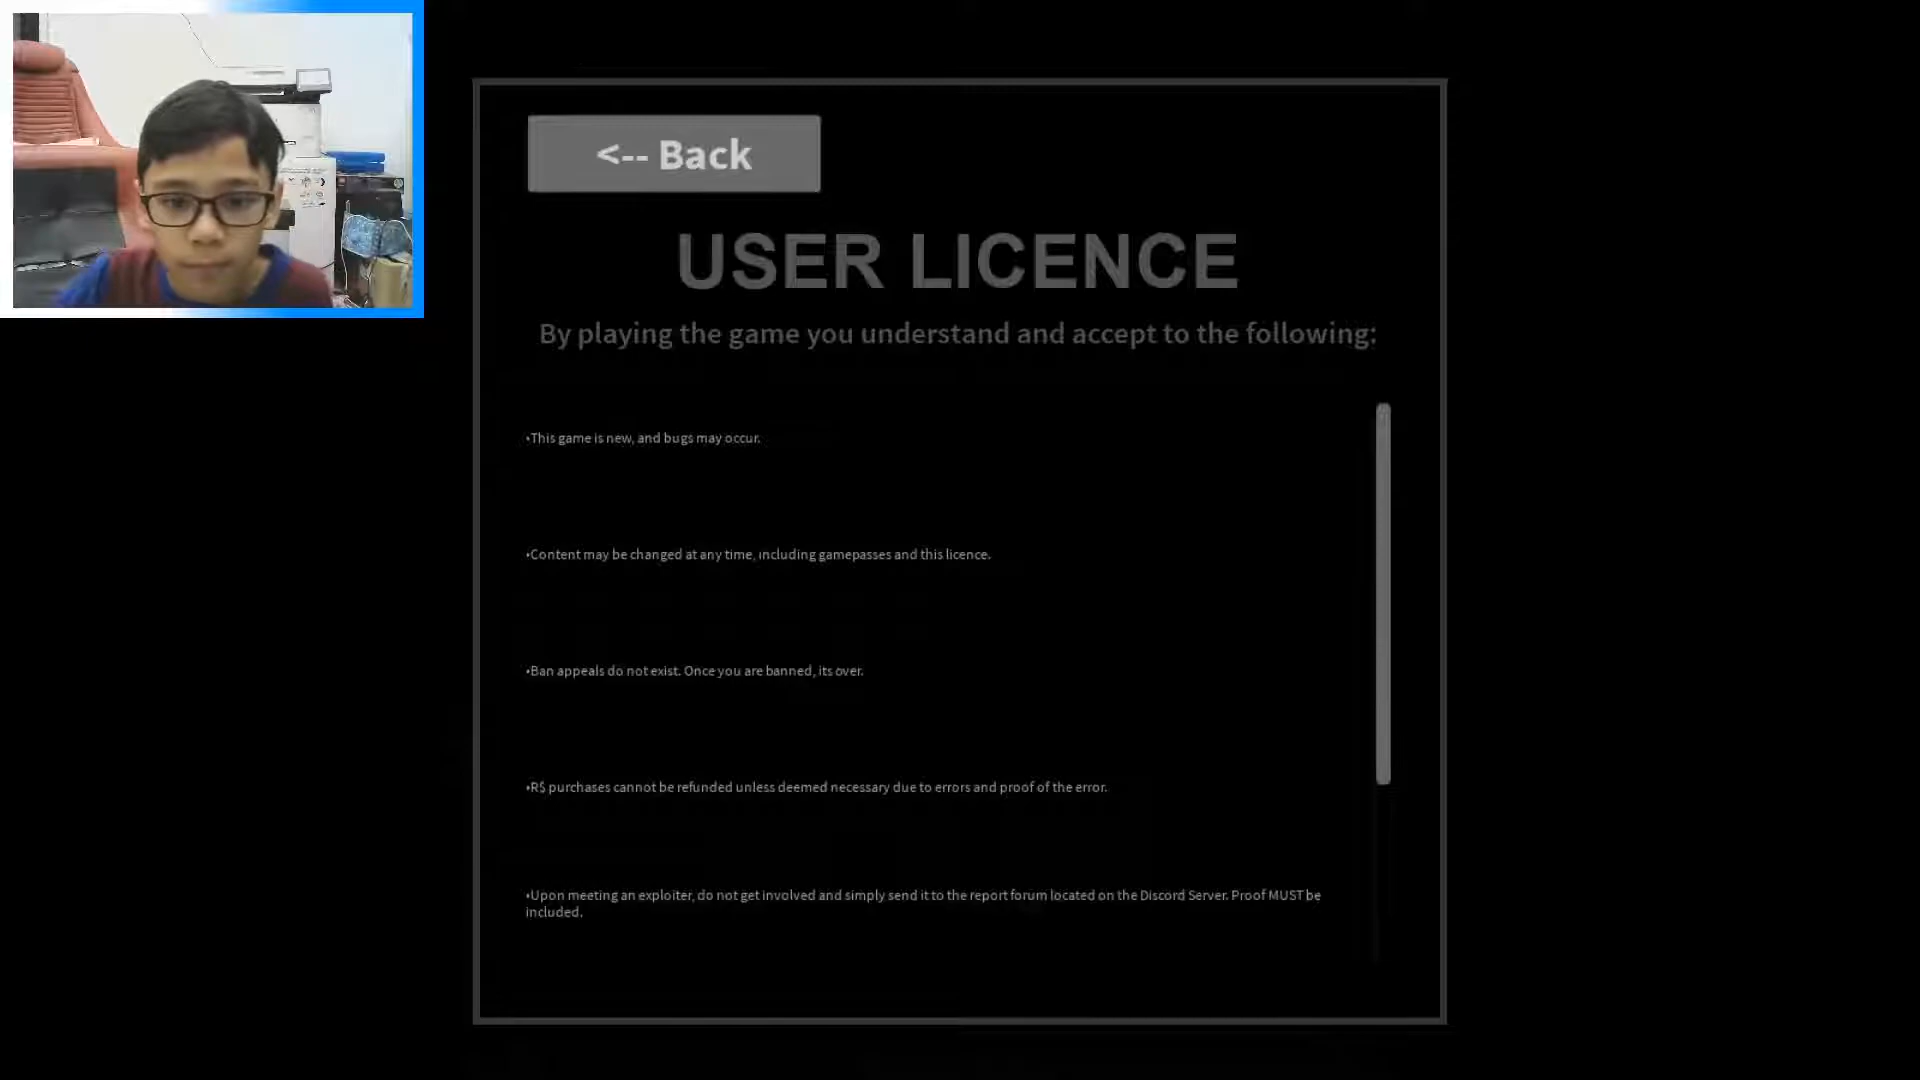 <-- Back
USER LICENCE
By playing the game you understand and accept to the following:
•This game is new, and bugs may occur.
•Content may be changed at any time, including gamepasses and this licence.
•Ban appeals do not exist. Once you are banned, its over.
•R$ purchases cannot be refunded unless deemed necessary due to errors and proof of the error.
•Upon meeting an exploiter, do not get involved and simply send it to the report forum located on the Discord Server. Proof MUST be
included.